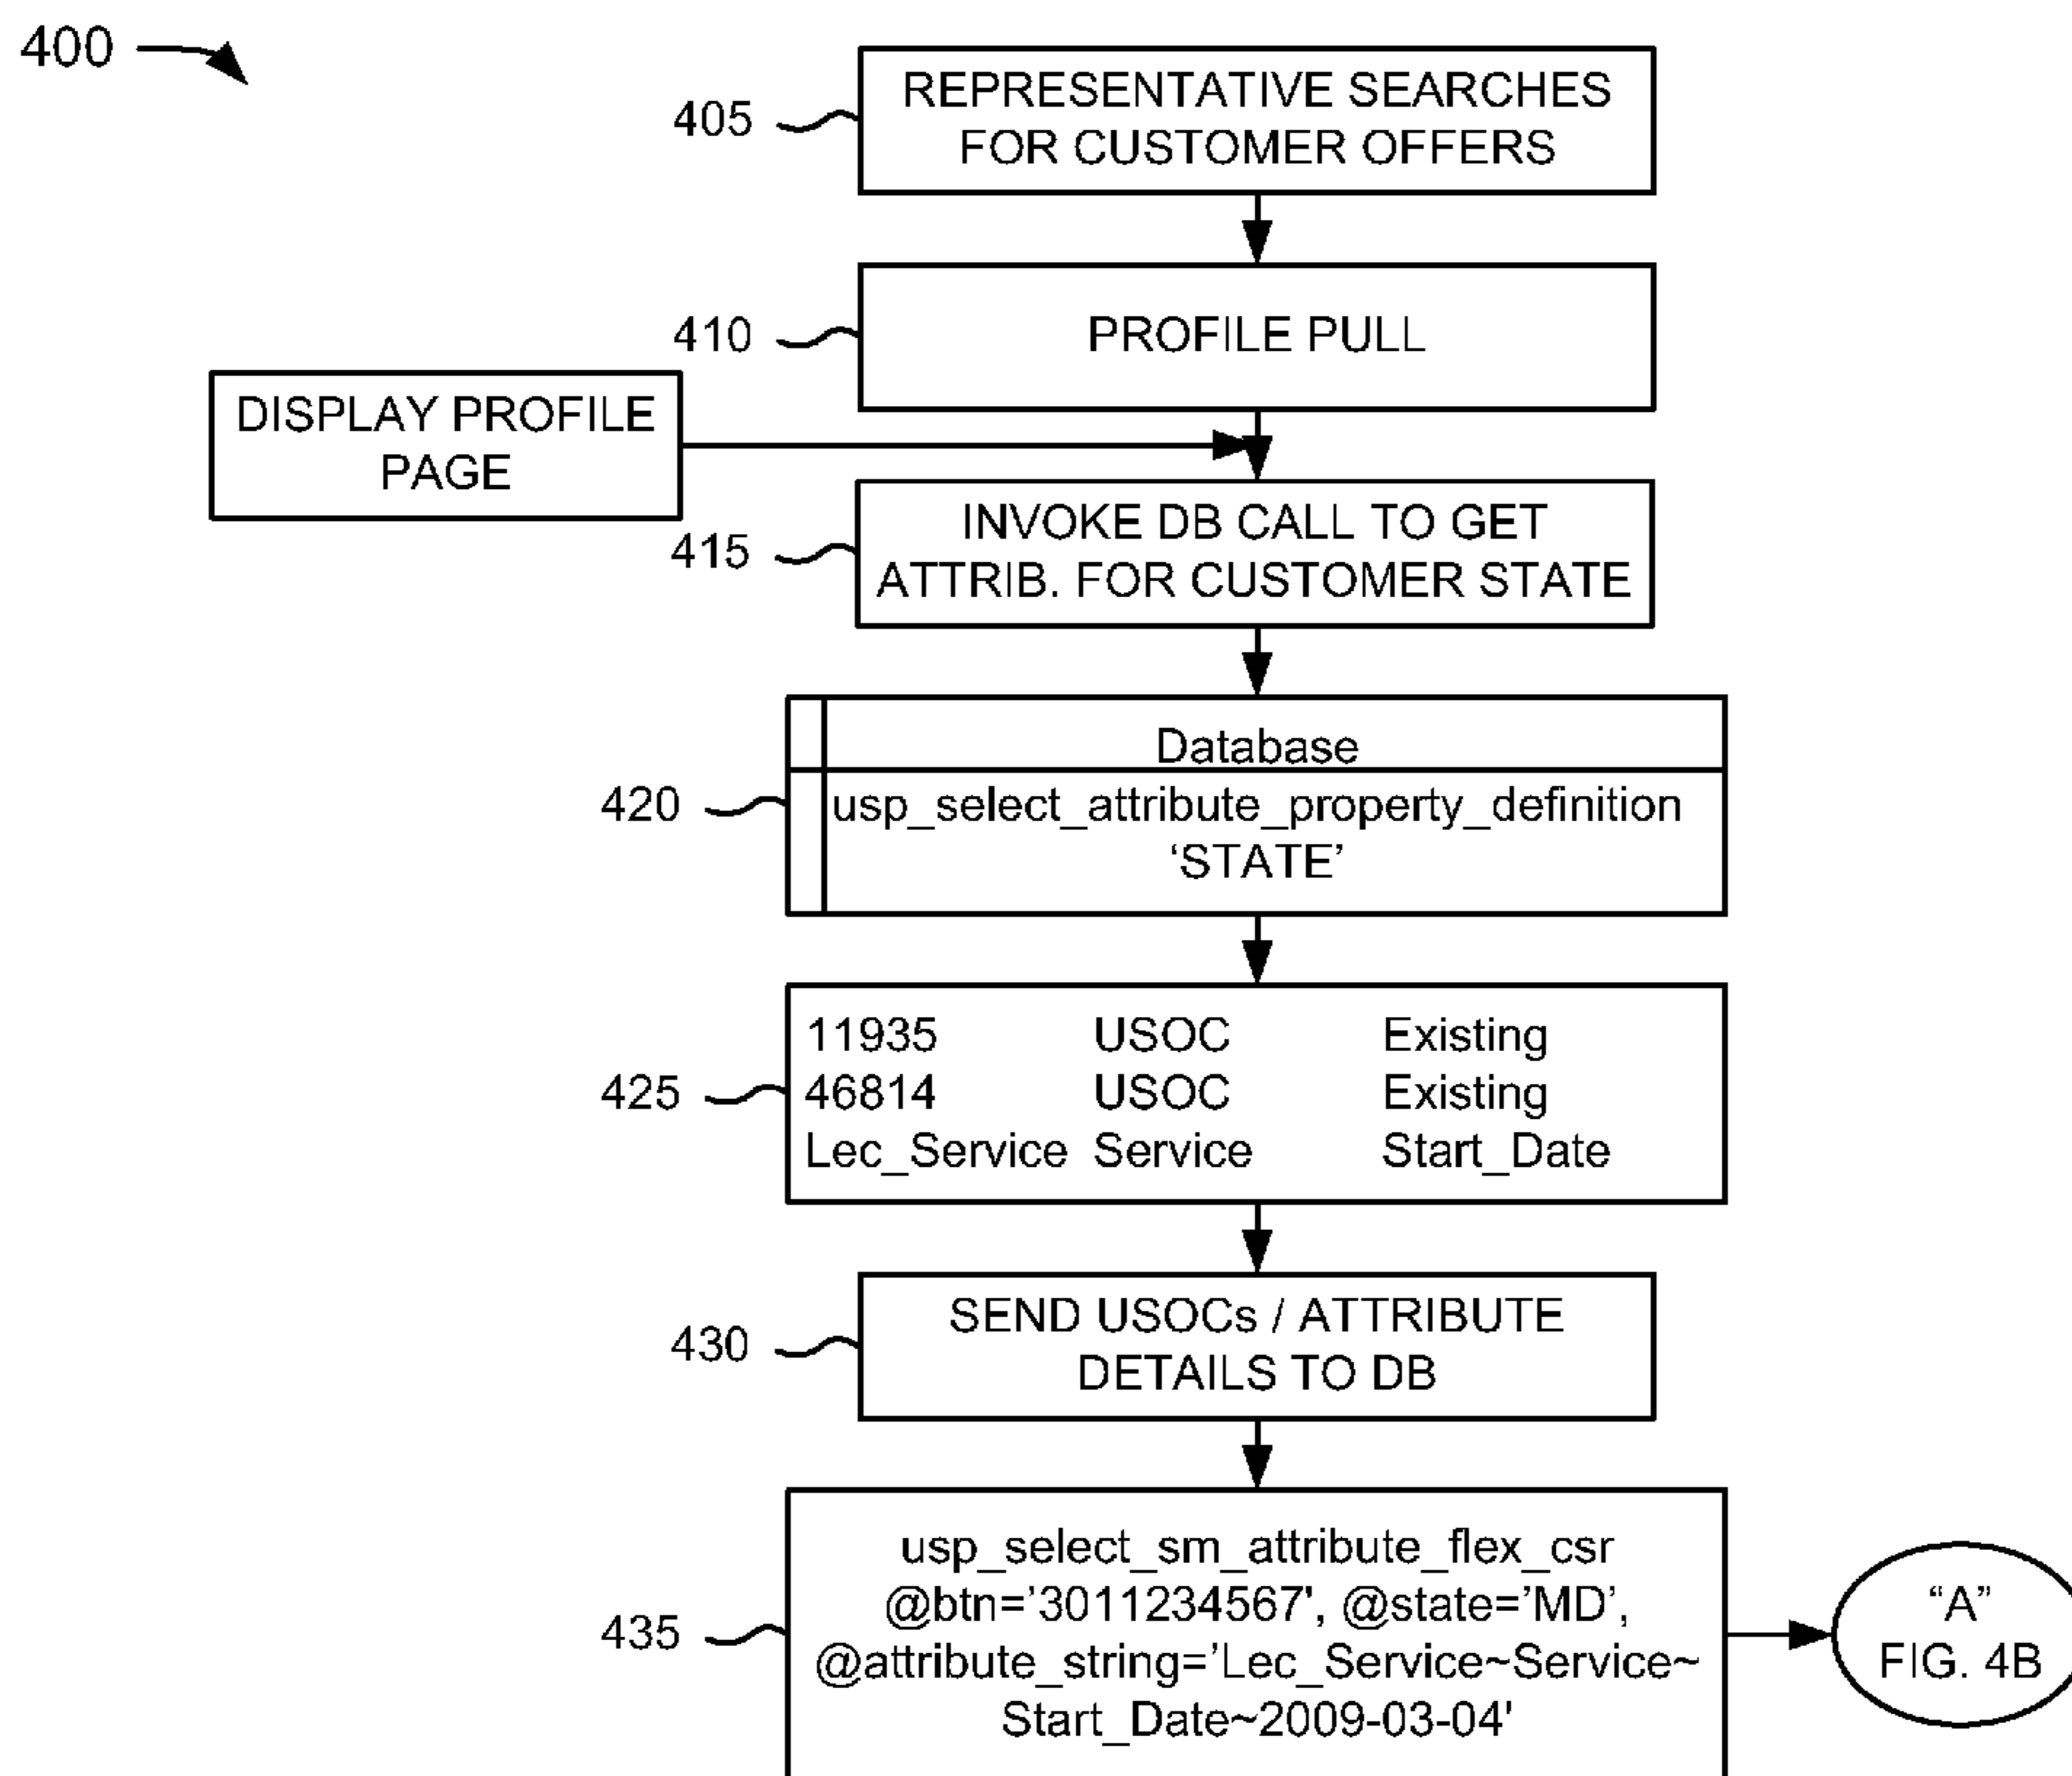 400
REPRESENTATIVE SEARCHES
FOR CUSTOMER OFFERS
405
PROFILE PULL
410
DISPLAY PROFILE
PAGE
INVOKE DB CALL TO GET
ATTRIB. FOR CUSTOMER STATE
415
Database
usp_select_attribute_property_definition
‘STATE’
420
11935 USOC Existing
46814 USOC Existing
Lec_Service Service Start_Date
425
SEND USOCs / ATTRIBUTE
DETAILS TO DB
430
usp_select_sm_attribute_flex_csr
@btn='3011234567', @state='MD’,
@attribute_string='Lec_Service~Service~
Start_Date~2009-03-04'
435
“A”
FIG. 4B